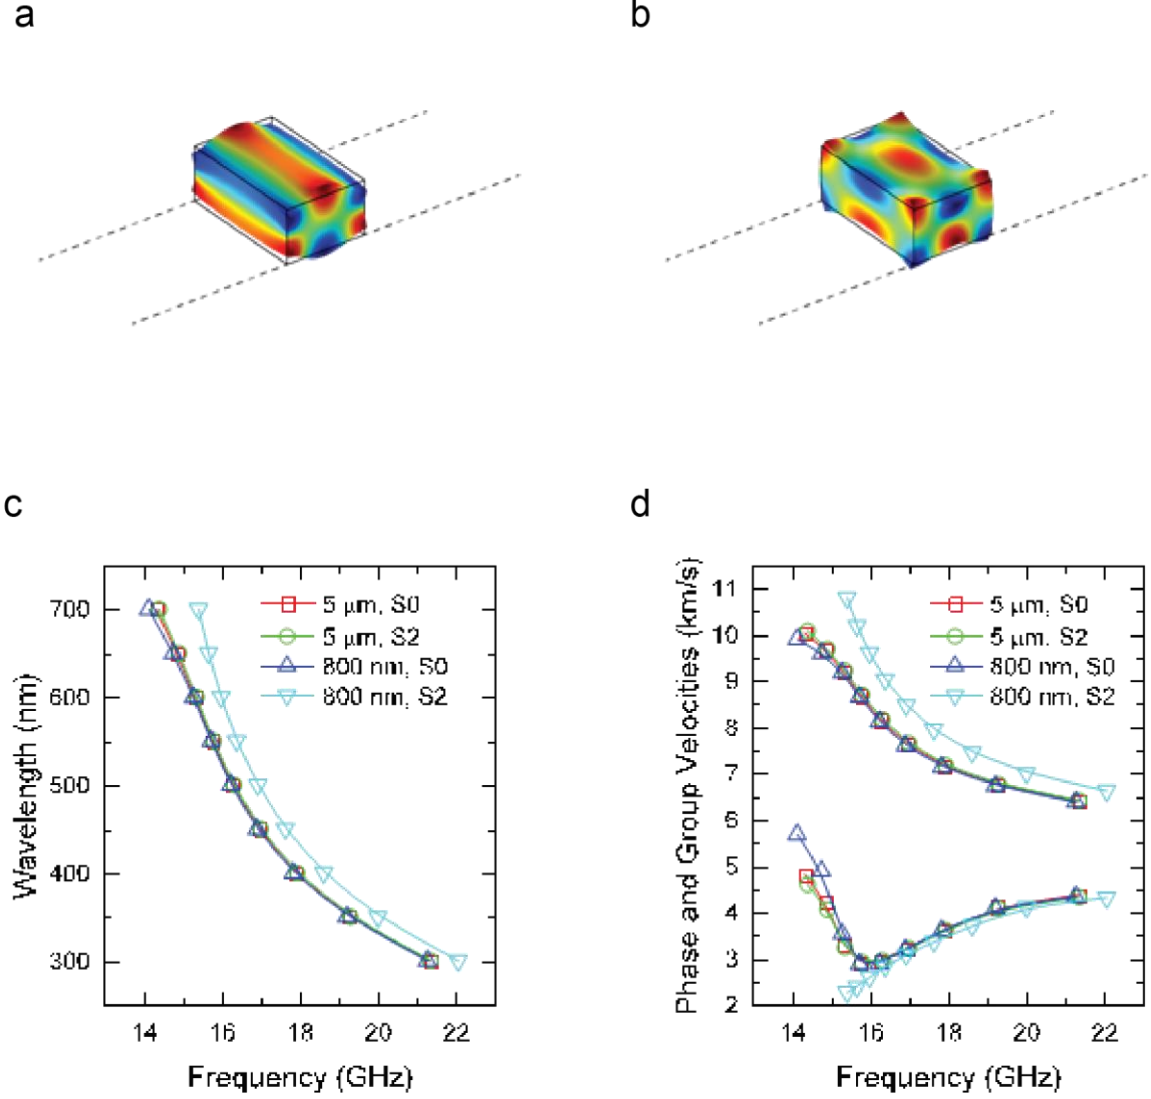 a
b
c
d
700
600
500
400
300
14
16
18
20
22
Wavelength (nm)
Frequency (GHz)
5 μm, S0
5 μm, S2
800 nm, S0
800 nm, S2
11
10
9
8
7
6
5
4
3
2
14
16
18
20
22
Phase and Group Velocities (km/s)
Frequency (GHz)
5 μm, S0
5 μm, S2
800 nm, S0
800 nm, S2